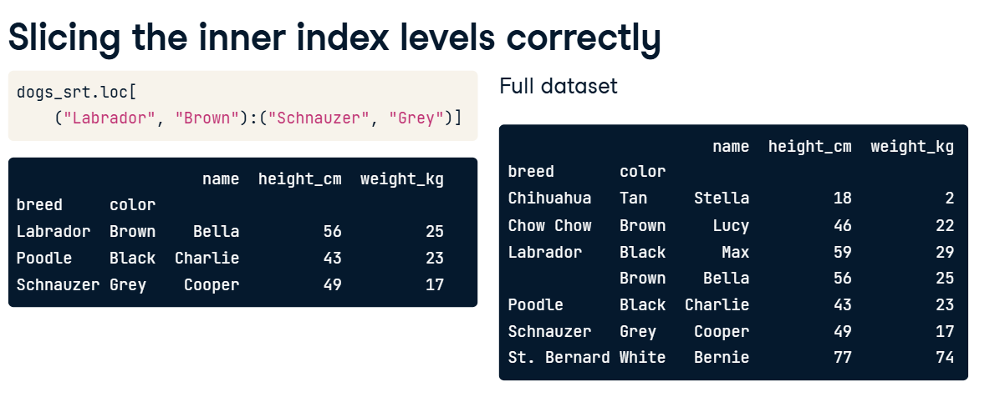 Slicing the inner index levels correctly
dogs_srt.loc[
    ("Labrador", "Brown"):("Schnauzer", "Grey")]
                    name  height_cm  weight_kg
breed     color
Labrador  Brown    Bella         56         25
Poodle    Black  Charlie         43         23
Schnauzer Grey    Cooper         49         17
Full dataset
                      name  height_cm  weight_kg
breed       color
Chihuahua   Tan     Stella         18          2
Chow Chow   Brown     Lucy         46         22
Labrador    Black      Max         59         29
            Brown    Bella         56         25
Poodle      Black  Charlie         43         23
Schnauzer   Grey    Cooper         49         17
St. Bernard White   Bernie         77         74